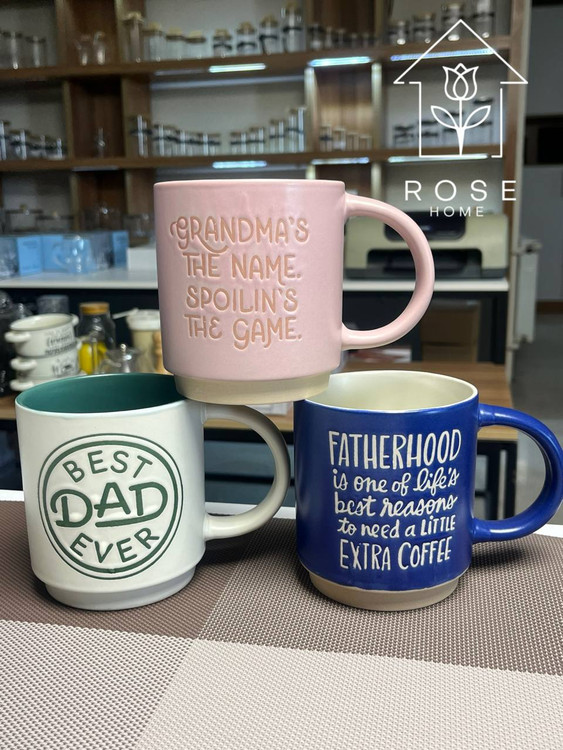 ROSE
HOME
GRANDMA'S
THE NAME.
SPOILIN'S
THE GAME.
BEST
DAD
EVER
FATHERHOOD
is one of life's
best reasons
to need a LITTLE
EXTRA COFFEE